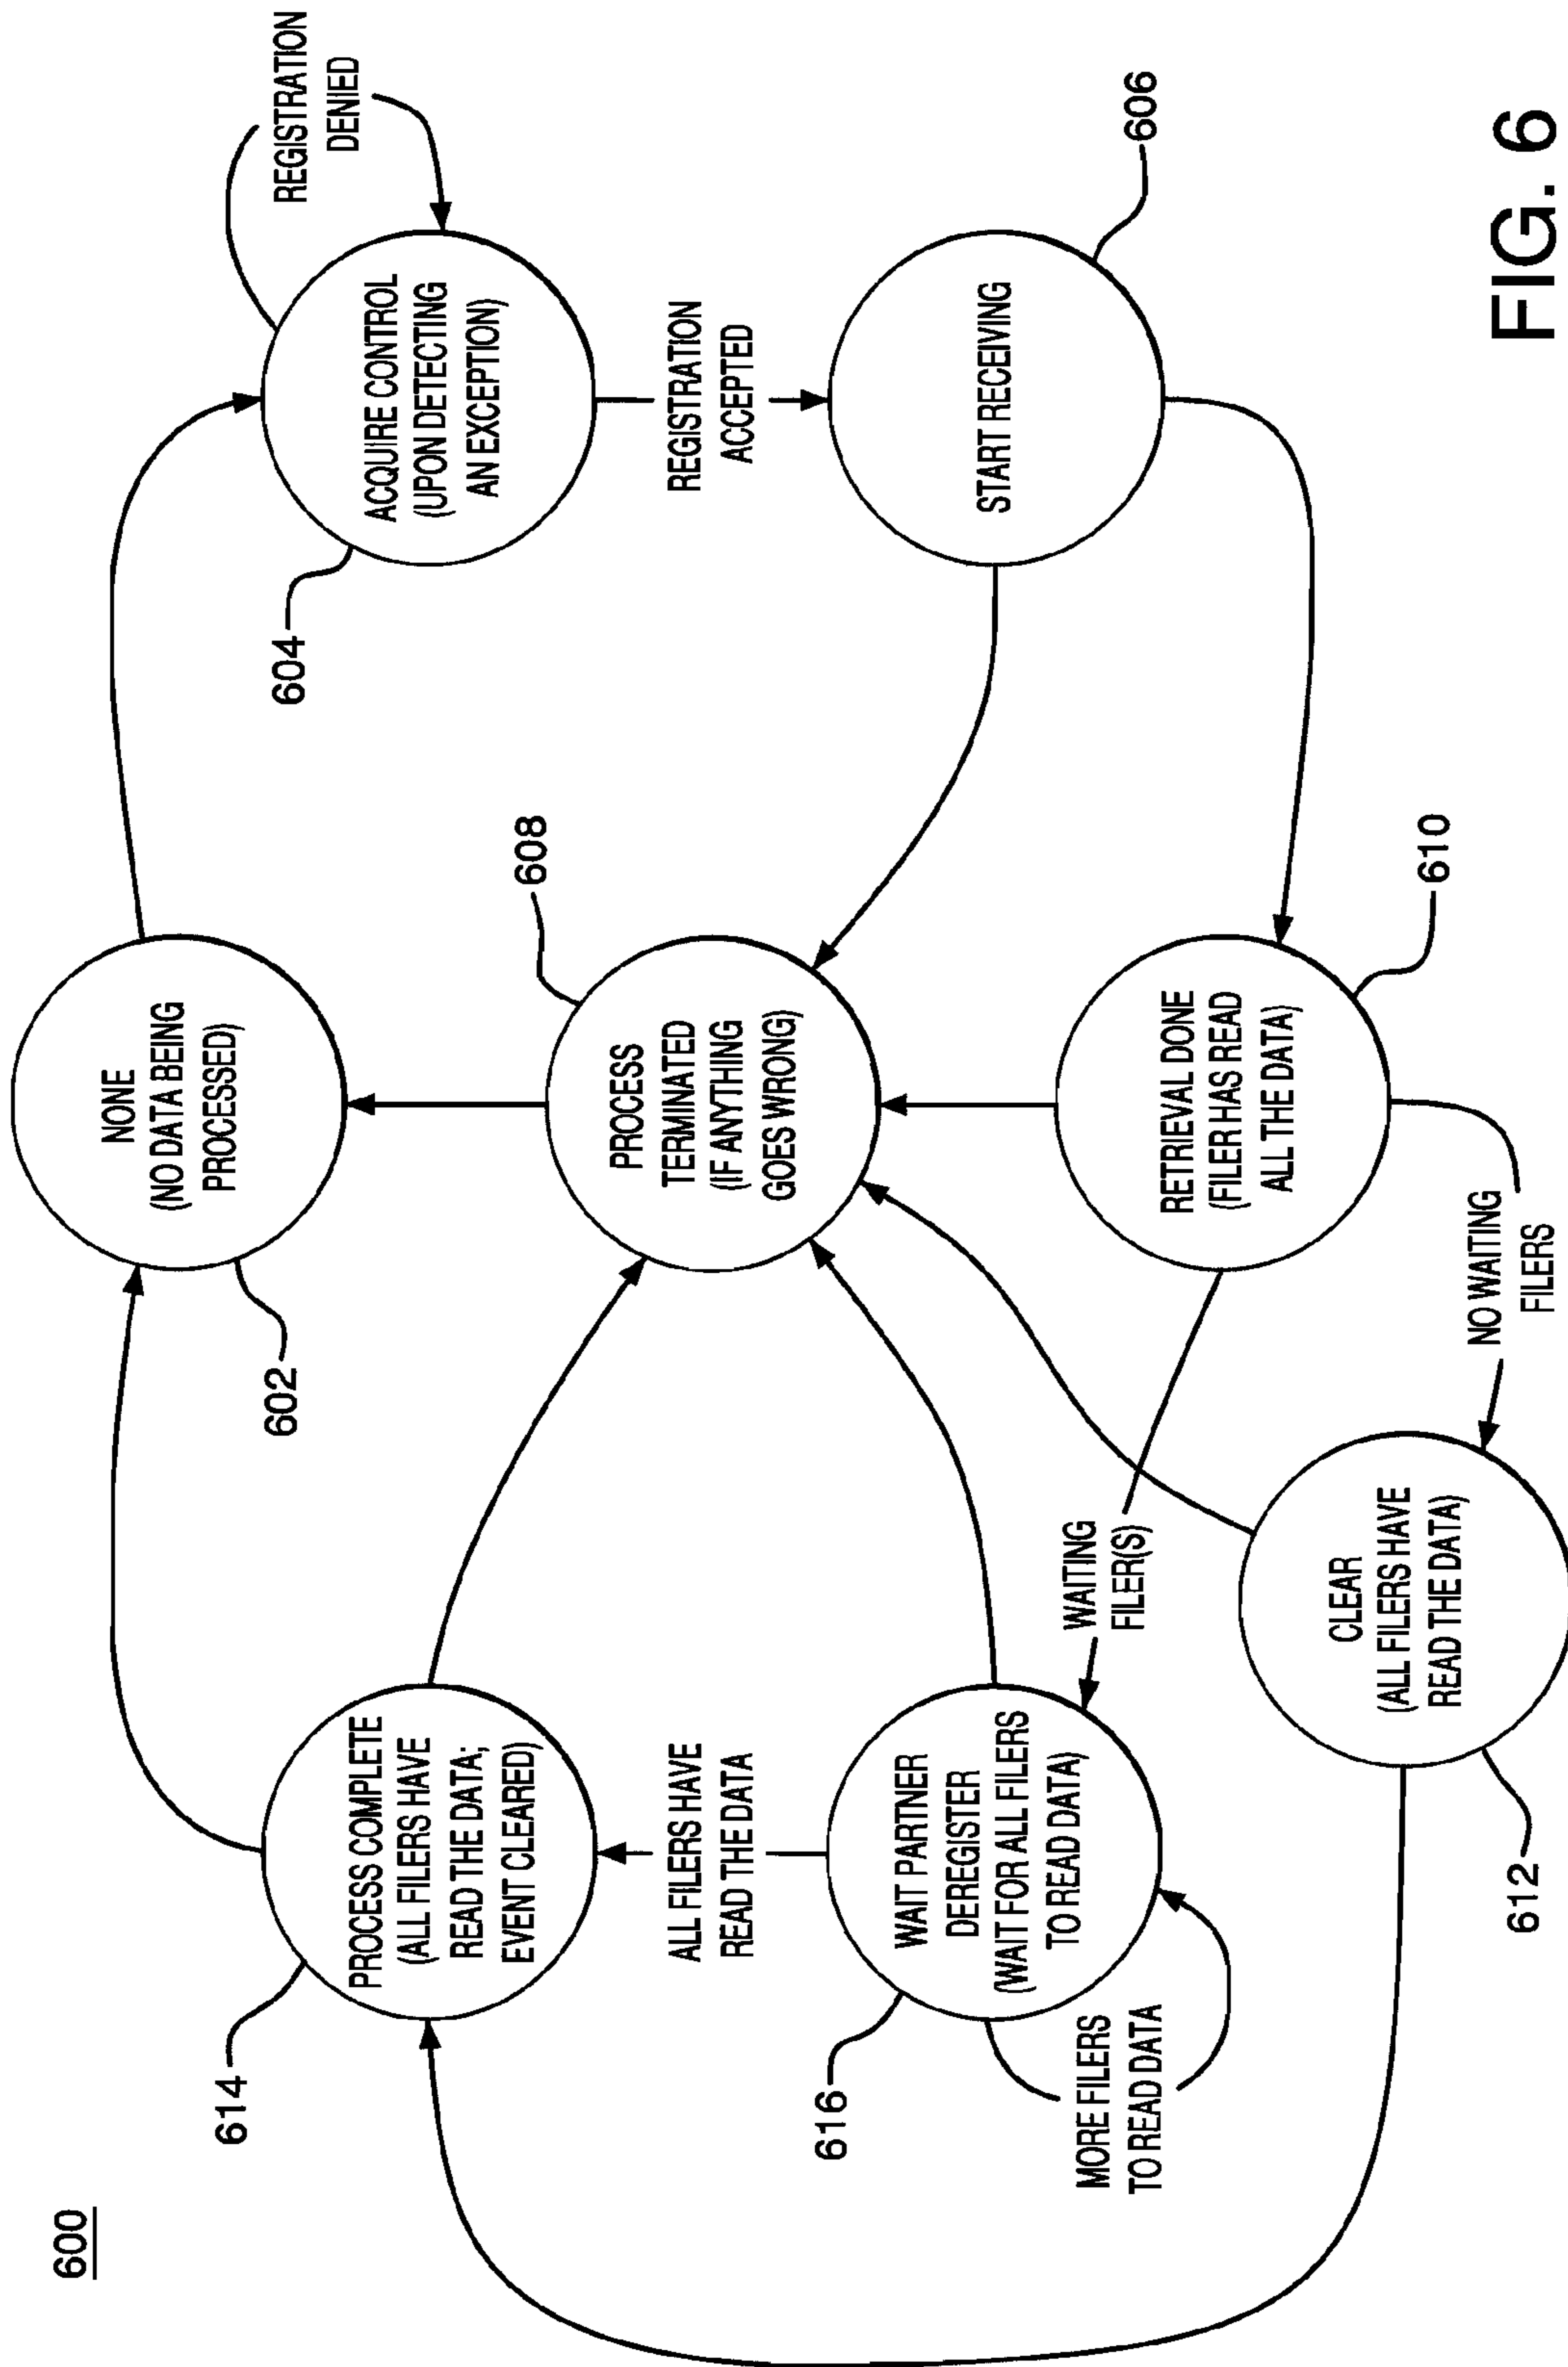 600
614
PROCESS COMPLETE
(ALL FILERS HAVE
READ THE DATA;
EVENT CLEARED)
602
NONE
(NO DATA BEING
PROCESSED)
604
ACQUIRE CONTROL
(UPON DETECTING
AN EXCEPTION)
REGISTRATION
DENIED
ALL FILERS HAVE
READ THE DATA
REGISTRATION
ACCEPTED
608
PROCESS
TERMINATED
(IF ANYTHING
GOES WRONG)
616
WAIT PARTNER
DEREGISTER
(WAIT FOR ALL FILERS
TO READ DATA)
MORE FILERS
TO READ DATA
START RECEIVING
606
WAITING
FILER(S)
RETRIEVAL DONE
(FILER HAS READ
ALL THE DATA)
610
612
CLEAR
(ALL FILERS HAVE
READ THE DATA)
NO WAITING
FILERS
FIG. 6